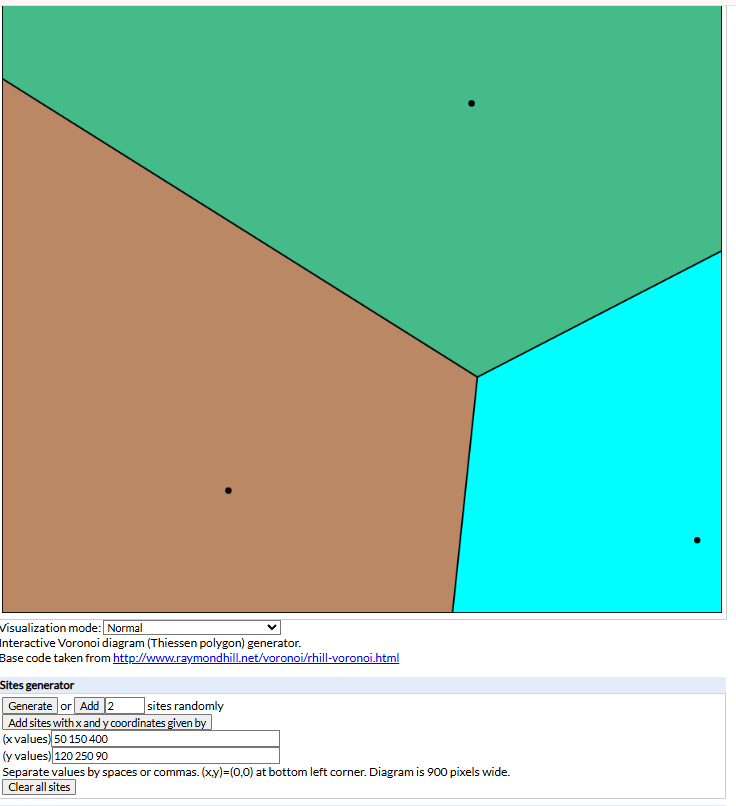 Visualization mode: Normal
Interactive Voronoi diagram (Thiessen polygon) generator.
Base code taken from http://www.raymondhill.net/voronoi/rhill-voronoi.html
Sites generator
Generate or Add 2 sites randomly
Add sites with x and y coordinates given by
(x values) 50 150 400
(y values) 120 250 90
Separate values by spaces or commas. (x,y)=(0,0) at bottom left corner. Diagram is 900 pixels wide.
Clear all sites